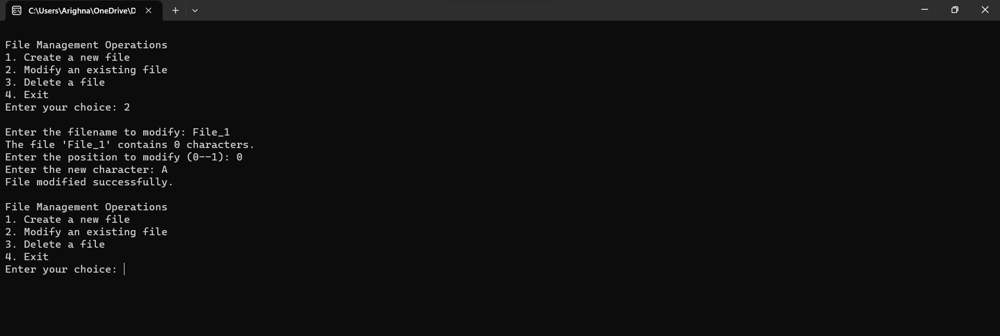 C:\Users\Arighna\OneDrive\D
File Management Operations
1. Create a new file
2. Modify an existing file
3. Delete a file
4. Exit
Enter your choice: 2
Enter the filename to modify: File_1
The file 'File_1' contains 0 characters.
Enter the position to modify (0--1): 0
Enter the new character: A
File modified successfully.
File Management Operations
1. Create a new file
2. Modify an existing file
3. Delete a file
4. Exit
Enter your choice: